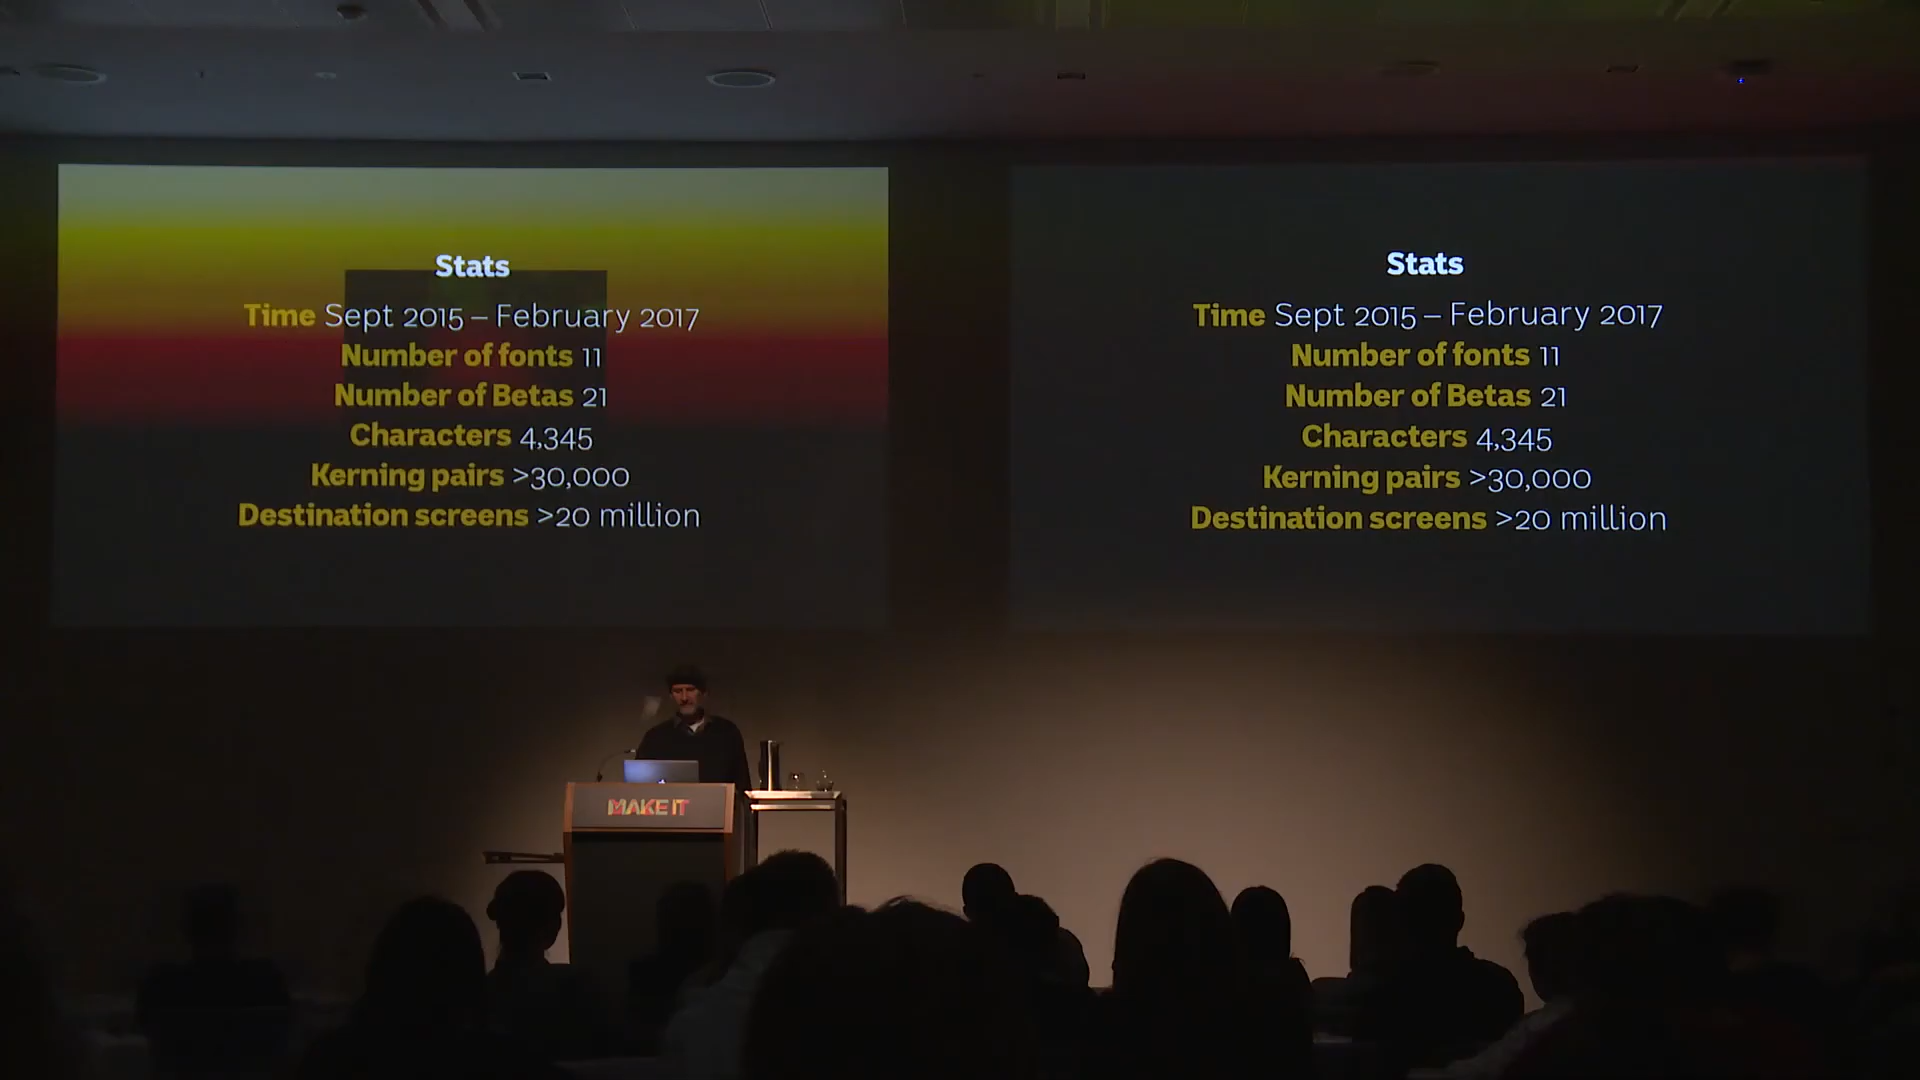 Stats
Time Sept 2015 – February 2017
Number of fonts 11
Number of Betas 21
Characters 4,345
Kerning pairs >30,000
Destination screens >20 million
Stats
Time Sept 2015 – February 2017
Number of fonts 11
Number of Betas 21
Characters 4,345
Kerning pairs >30,000
Destination screens >20 million
MAKE IT